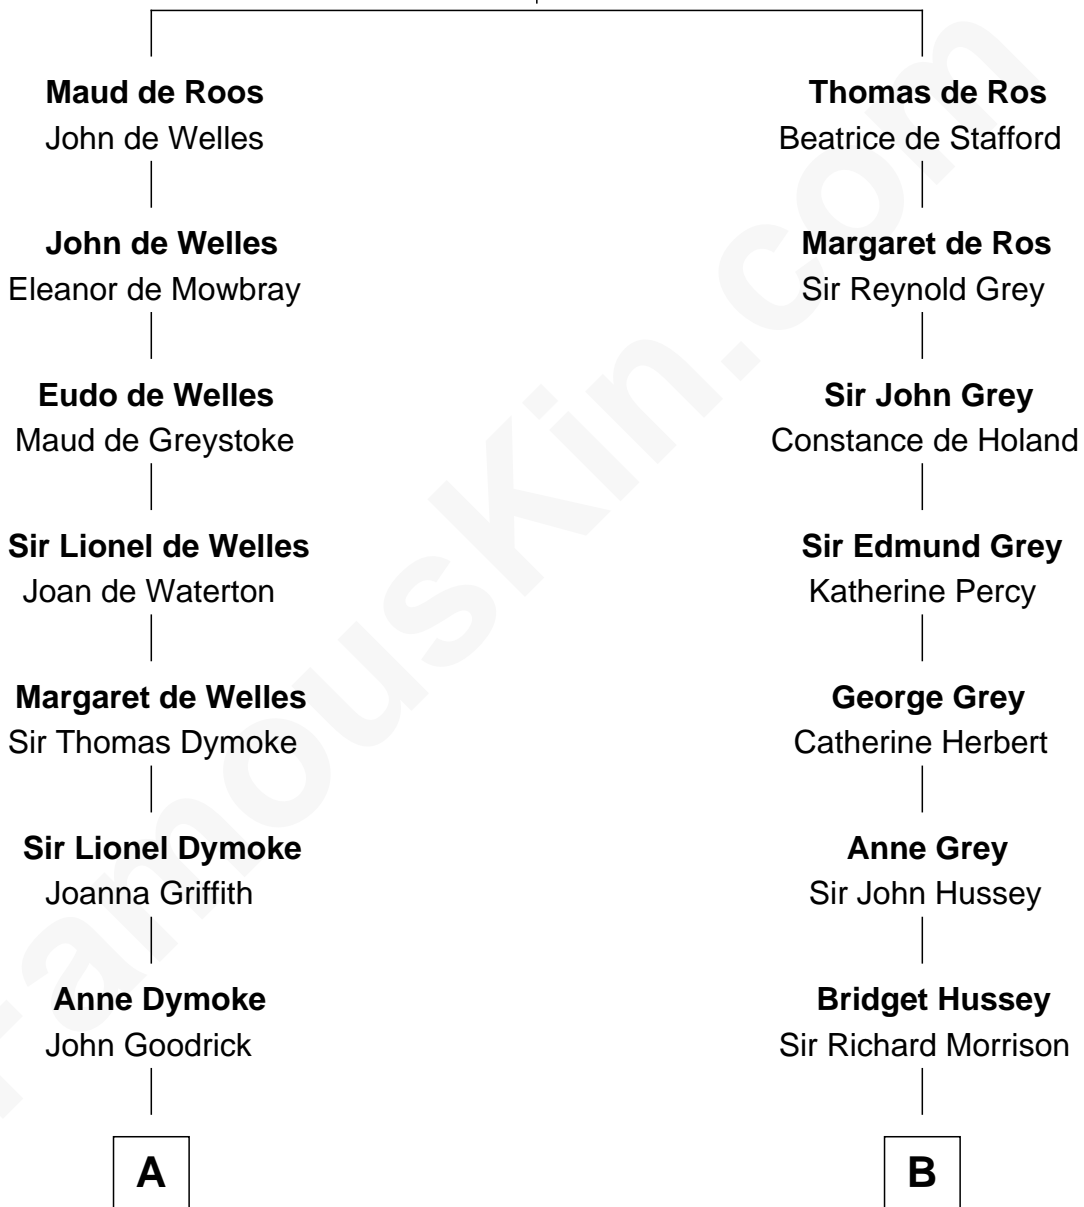 Maud de Roos
John de Welles
Thomas de Ros
Beatrice de Stafford
John de Welles
Eleanor de Mowbray
Margaret de Ros
Sir Reynold Grey
Eudo de Welles
Maud de Greystoke
Sir John Grey
Constance de Holand
Sir Lionel de Welles
Joan de Waterton
Sir Edmund Grey
Katherine Percy
Margaret de Welles
Sir Thomas Dymoke
George Grey
Catherine Herbert
Sir Lionel Dymoke
Joanna Griffith
Anne Grey
Sir John Hussey
Anne Dymoke
John Goodrick
Bridget Hussey
Sir Richard Morrison
A
B
FamousKin.com